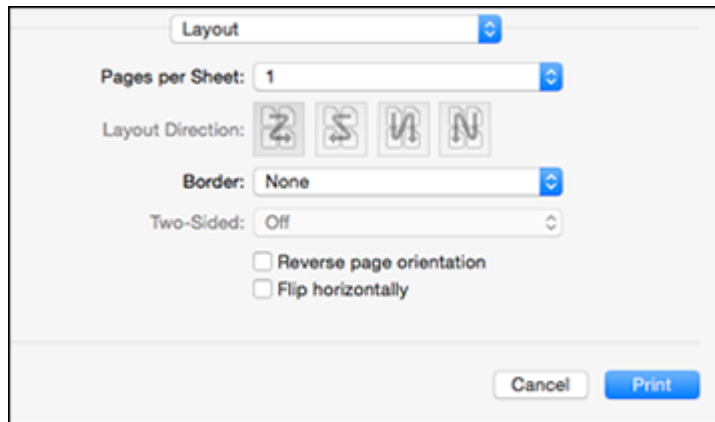 Layout
Pages per Sheet: 1
Layout Direction:
Border: None
Two-Sided: Off
Reverse page orientation
Flip horizontally
Cancel Print